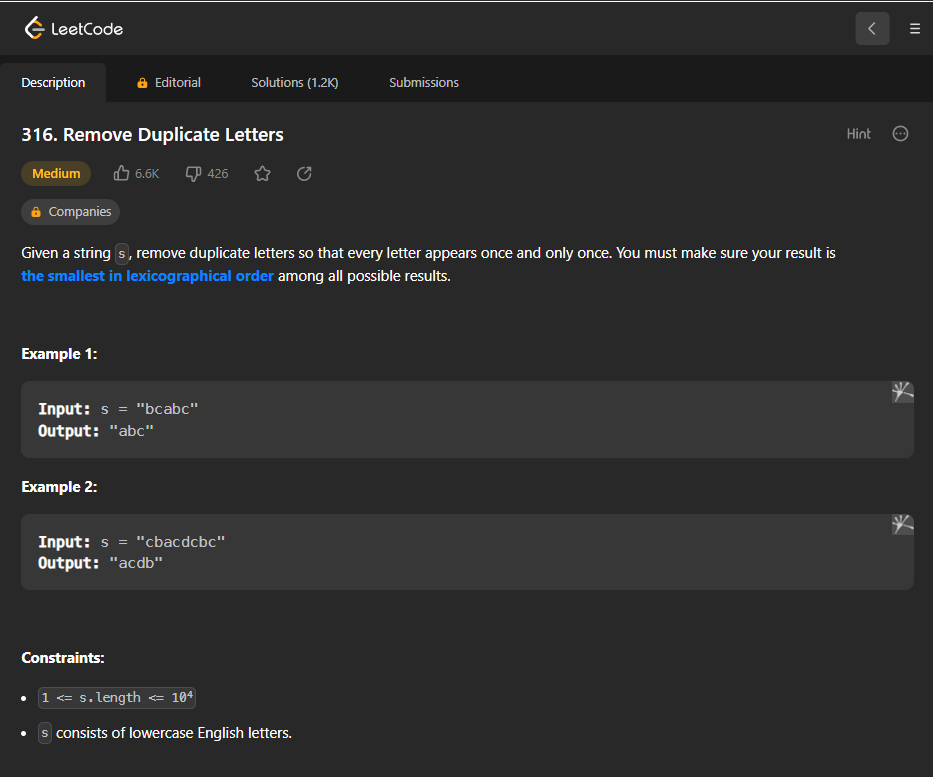 LeetCode
Description Editorial Solutions (1.2K) Submissions
316. Remove Duplicate Letters Hint
Medium 6.6K 426
Companies
Given a string s, remove duplicate letters so that every letter appears once and only once. You must make sure your result is
the smallest in lexicographical order among all possible results.
Example 1:
Input: s = "bcabc"
Output: "abc"
Example 2:
Input: s = "cbacdcbc"
Output: "acdb"
Constraints:
• 1 <= s.length <= 10⁴
• s consists of lowercase English letters.